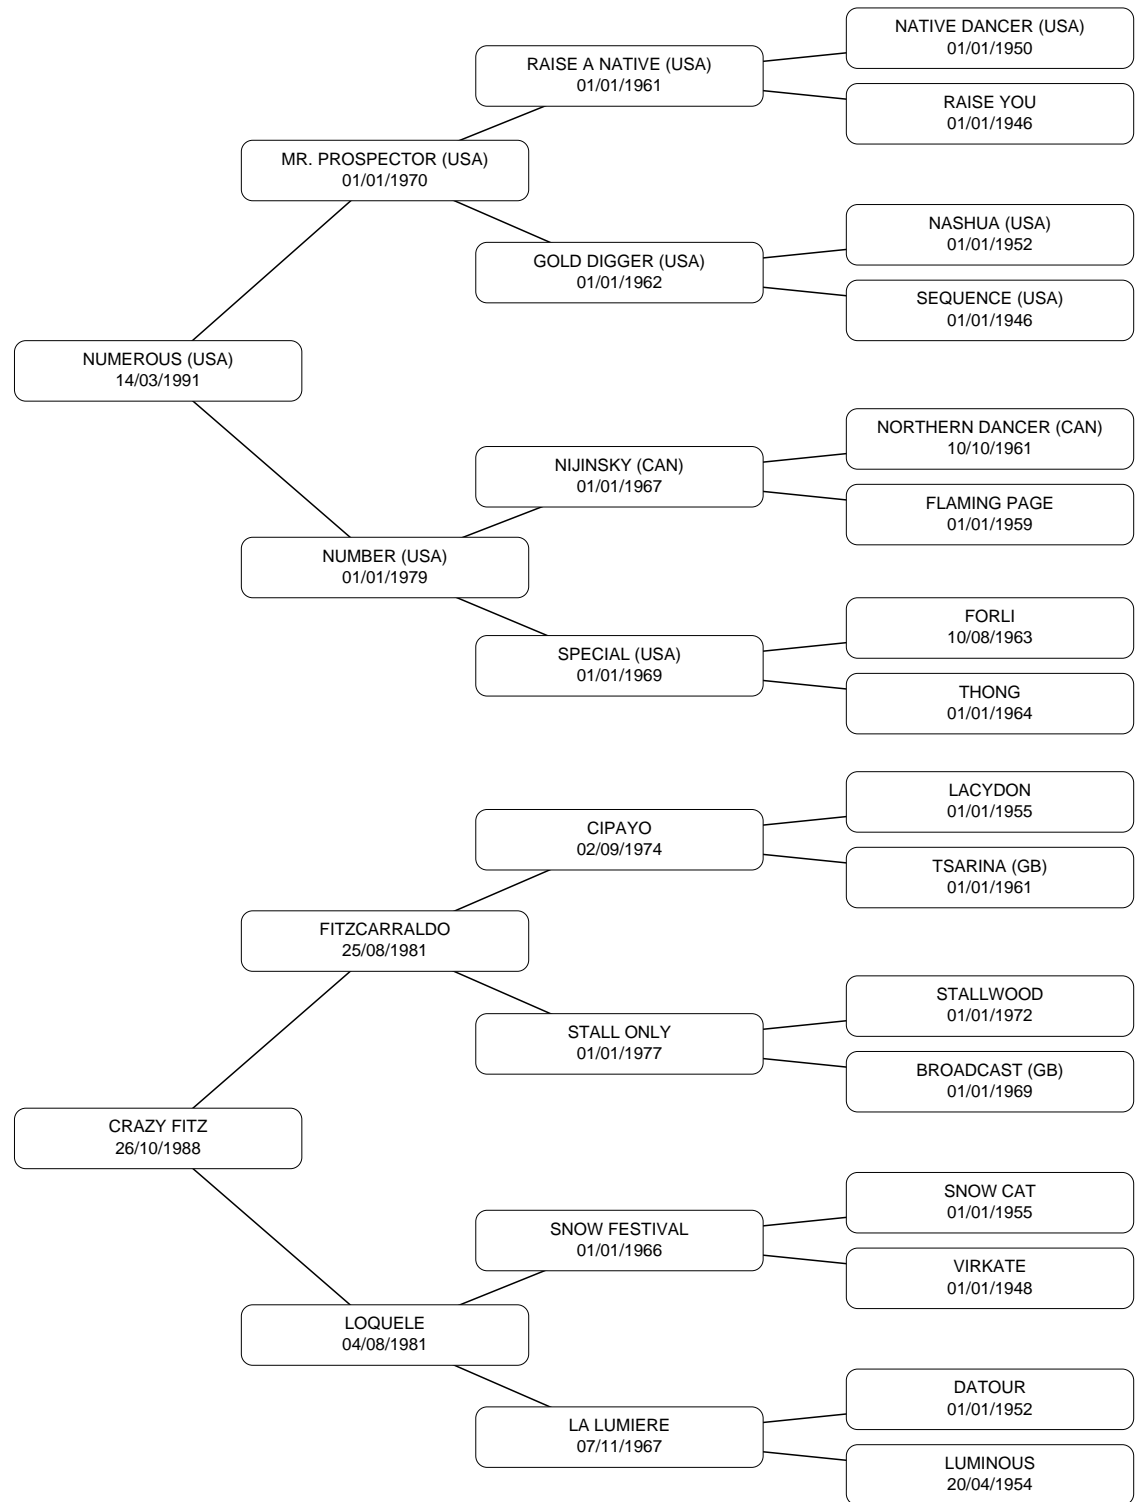 NATIVE DANCER (USA)
01/01/1950
RAISE A NATIVE (USA)
01/01/1961
RAISE YOU
01/01/1946
MR. PROSPECTOR (USA)
01/01/1970
NASHUA (USA)
01/01/1952
GOLD DIGGER (USA)
01/01/1962
SEQUENCE (USA)
01/01/1946
NUMEROUS (USA)
14/03/1991
NORTHERN DANCER (CAN)
10/10/1961
NIJINSKY (CAN)
01/01/1967
FLAMING PAGE
01/01/1959
NUMBER (USA)
01/01/1979
FORLI
10/08/1963
SPECIAL (USA)
01/01/1969
THONG
01/01/1964
LACYDON
01/01/1955
CIPAYO
02/09/1974
TSARINA (GB)
01/01/1961
FITZCARRALDO
25/08/1981
STALLWOOD
01/01/1972
STALL ONLY
01/01/1977
BROADCAST (GB)
01/01/1969
CRAZY FITZ
26/10/1988
SNOW CAT
01/01/1955
SNOW FESTIVAL
01/01/1966
VIRKATE
01/01/1948
LOQUELE
04/08/1981
DATOUR
01/01/1952
LA LUMIERE
07/11/1967
LUMINOUS
20/04/1954